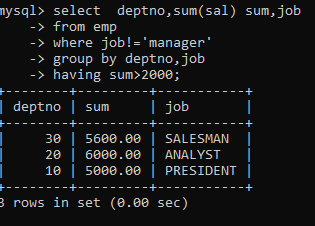 mysql> select  deptno,sum(sal) sum,job
    -> from emp
    -> where job!='manager'
    -> group by deptno,job
    -> having sum>2000;
+--------+---------+-----------+
| deptno | sum     | job       |
+--------+---------+-----------+
|     30 | 5600.00 | SALESMAN  |
|     20 | 6000.00 | ANALYST   |
|     10 | 5000.00 | PRESIDENT |
+--------+---------+-----------+
3 rows in set (0.00 sec)